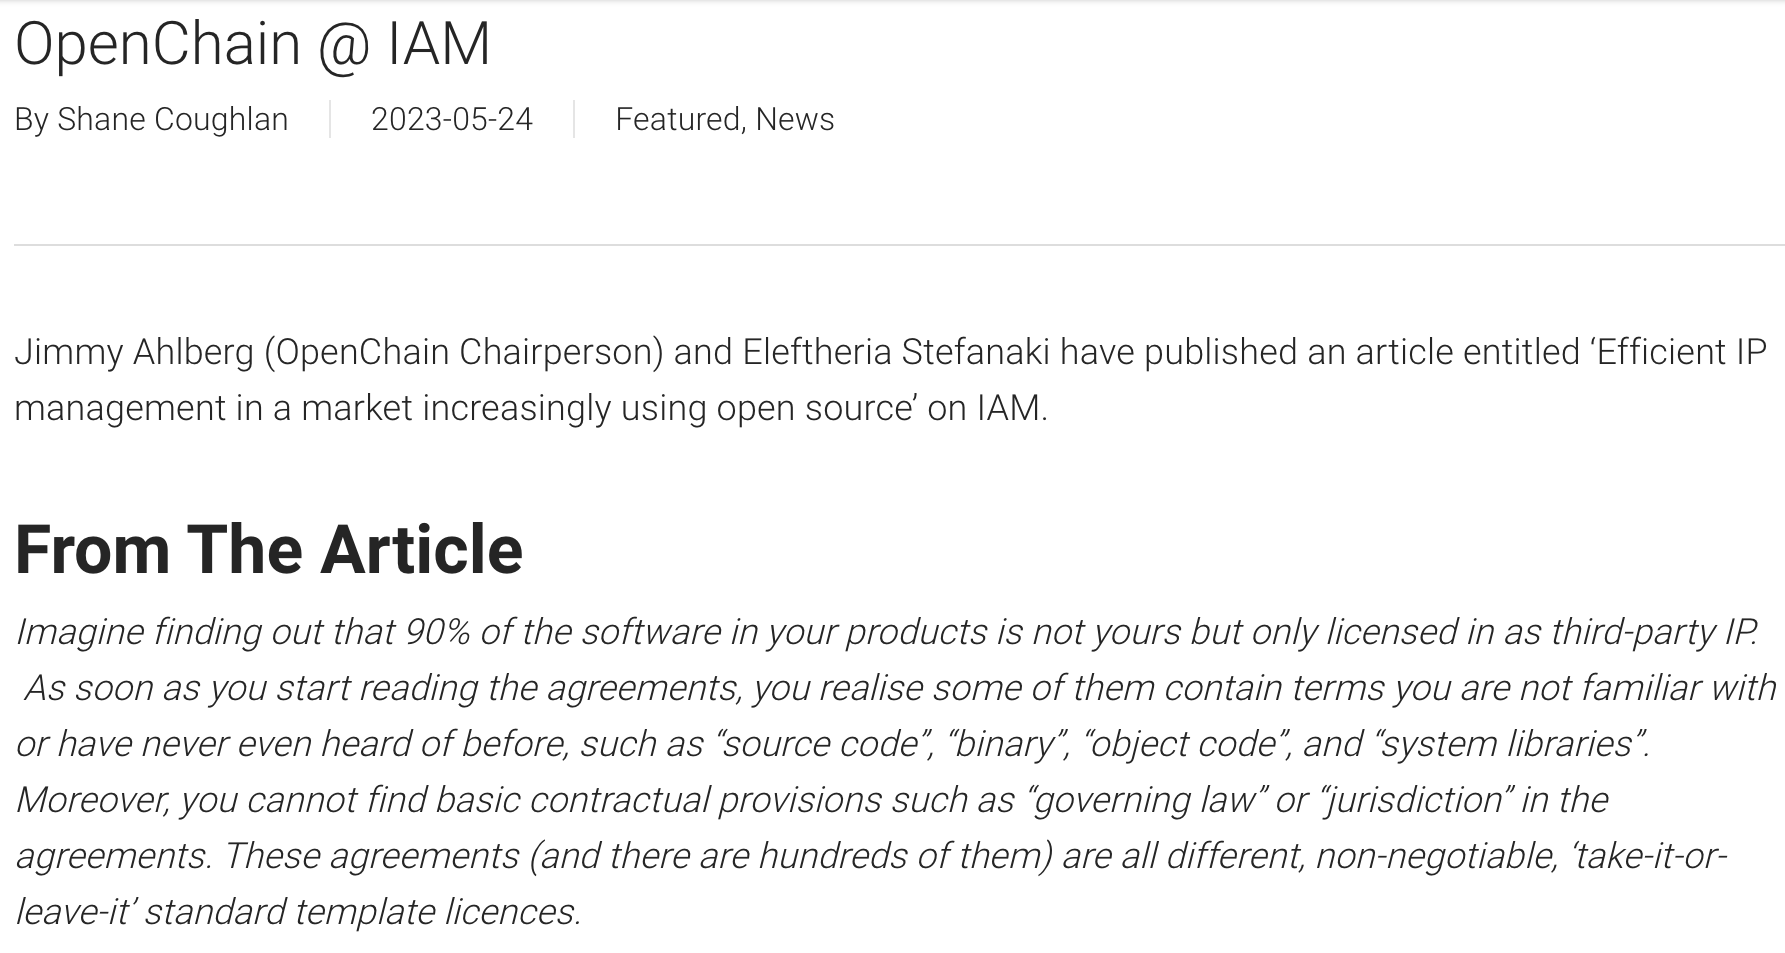 OpenChain @ IAM
By Shane Coughlan 2023-05-24 Featured, News
Jimmy Ahlberg (OpenChain Chairperson) and Eleftheria Stefanaki have published an article entitled ‘Efficient IP
management in a market increasingly using open source’ on IAM.
From The Article
Imagine finding out that 90% of the software in your products is not yours but only licensed in as third-party IP.
As soon as you start reading the agreements, you realise some of them contain terms you are not familiar with
or have never even heard of before, such as “source code”, “binary”, “object code”, and “system libraries”.
Moreover, you cannot find basic contractual provisions such as “governing law” or “jurisdiction” in the
agreements. These agreements (and there are hundreds of them) are all different, non-negotiable, ‘take-it-or-
leave-it’ standard template licences.